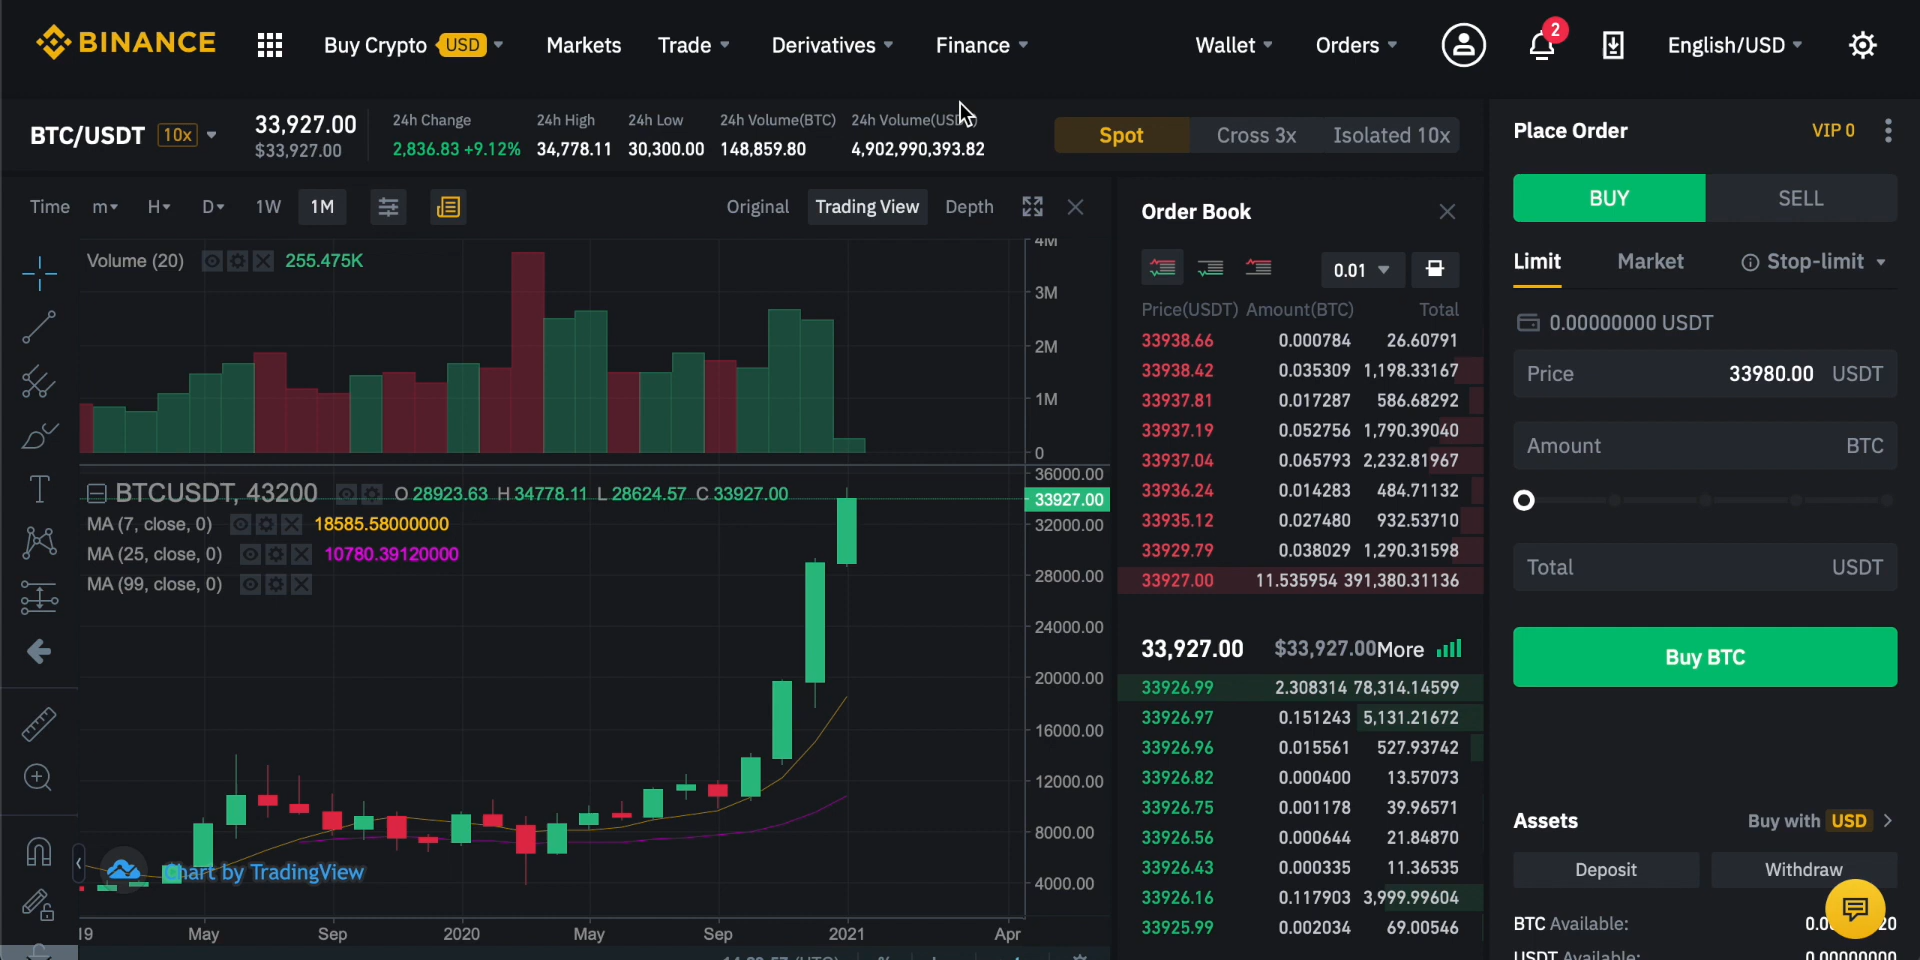 BINANCE
Buy Crypto USD Markets Trade Derivatives Finance Wallet Orders 2 English/USD
BTC/USDT 10x
33,927.00
$33,927.00
24h Change
2,836.83 +9.12%
24h High
34,778.11
24h Low
30,300.00
24h Volume(BTC)
148,859.80
24h Volume(USD
4,902,990,393.82
Spot Cross 3x Isolated 10x
Time m H D 1W 1M
Original Trading View Depth
Volume (20) 255.475K
4M
3M
2M
1M
0
BTCUSDT, 43200 O 28923.63 H 34778.11 L 28624.57 C 33927.00
MA (7, close, 0) 18585.58000000
MA (25, close, 0) 10780.39120000
MA (99, close, 0)
36000.00
33927.00
32000.00
28000.00
24000.00
20000.00
16000.00
12000.00
8000.00
4000.00
Chart by TradingView
19 May Sep 2020 May Sep 2021 Apr
Order Book
0.01
Price(USDT) Amount(BTC) Total
33938.66 0.000784 26.60791
33938.42 0.035309 1,198.33167
33937.81 0.017287 586.68292
33937.19 0.052756 1,790.39040
33937.04 0.065793 2,232.81967
33936.24 0.014283 484.71132
33935.12 0.027480 932.53710
33929.79 0.038029 1,290.31598
33927.00 11.535954 391,380.31136
33,927.00 $33,927.00 More
33926.99 2.308314 78,314.14599
33926.97 0.151243 5,131.21672
33926.96 0.015561 527.93742
33926.82 0.000400 13.57073
33926.75 0.001178 39.96571
33926.56 0.000644 21.84870
33926.43 0.000335 11.36535
33926.16 0.117903 3,999.99604
33925.99 0.002034 69.00546
Place Order VIP 0
BUY SELL
Limit Market Stop-limit
0.00000000 USDT
Price 33980.00 USDT
Amount BTC
Total USDT
Buy BTC
Assets Buy with USD
Deposit Withdraw
BTC Available:
USDT Available: 0.00000000